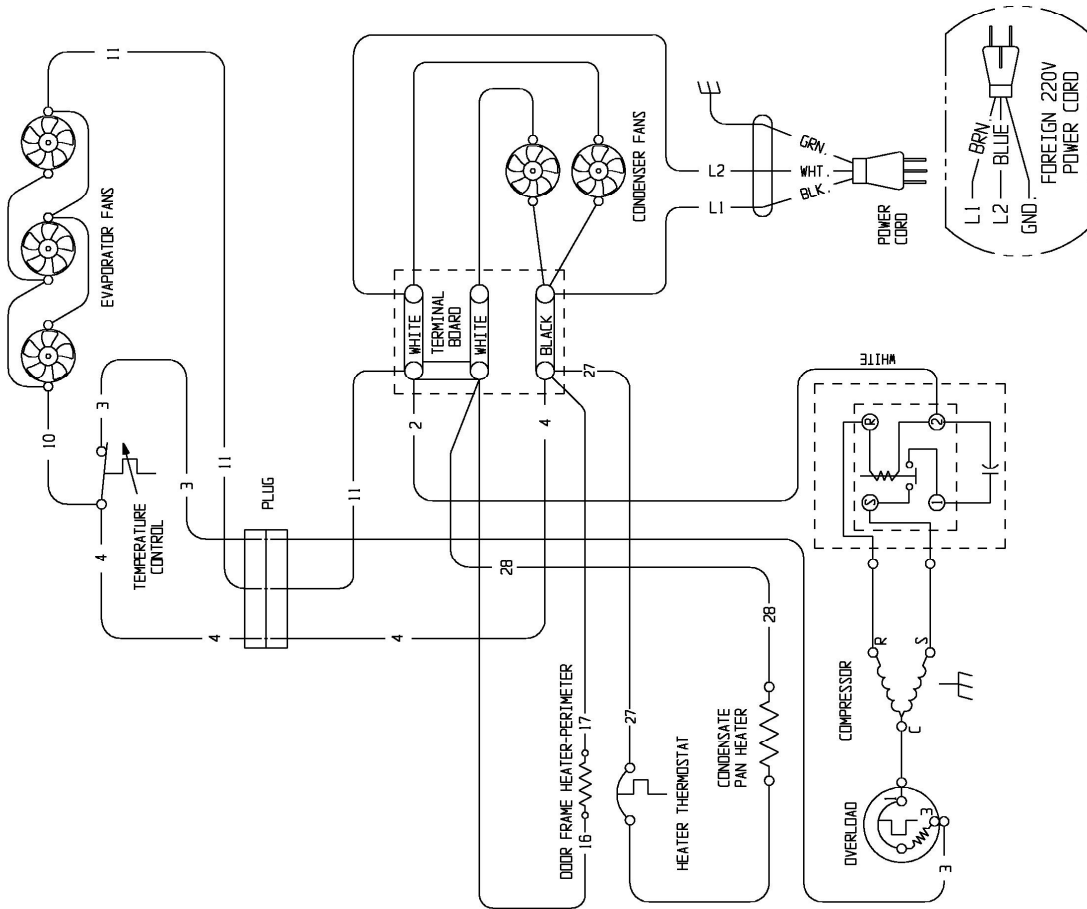 11
EVAPORATOR FANS
10
3
TEMPERATURE
CONTROL
4
3
11
PLUG
4
4
11
WHITE
TERMINAL
BOARD
WHITE
BLACK
2
4
27
28
CONDENSER FANS
L2
L1
GRN.
WHT.
BLK.
POWER
CORD
L1
BRN.
L2
BLUE
GND.
FOREIGN 220V
POWER CORD
WHITE
R
2
S
1
DOOR FRAME HEATER-PERIMETER
16
17
27
HEATER THERMOSTAT
28
CONDENSATE
PAN HEATER
COMPRESSOR
R
S
C
OVERLOAD
1
3
3